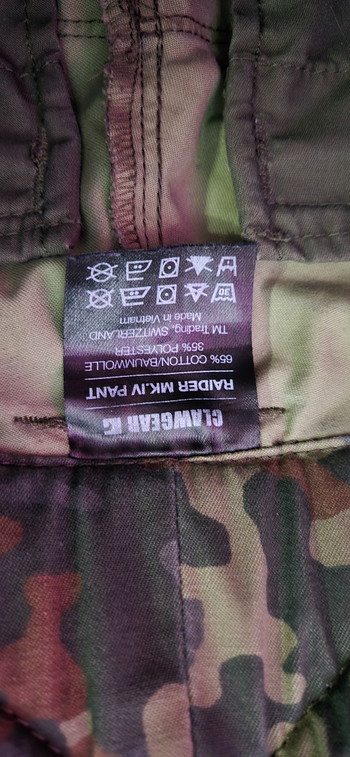 CLAWGEAR
RAIDER MK.IV PANT
65% COTTON/BAUMWOLLE
35% POLYESTER
TM Trading, SWITZERLAND
Made in Vietnam